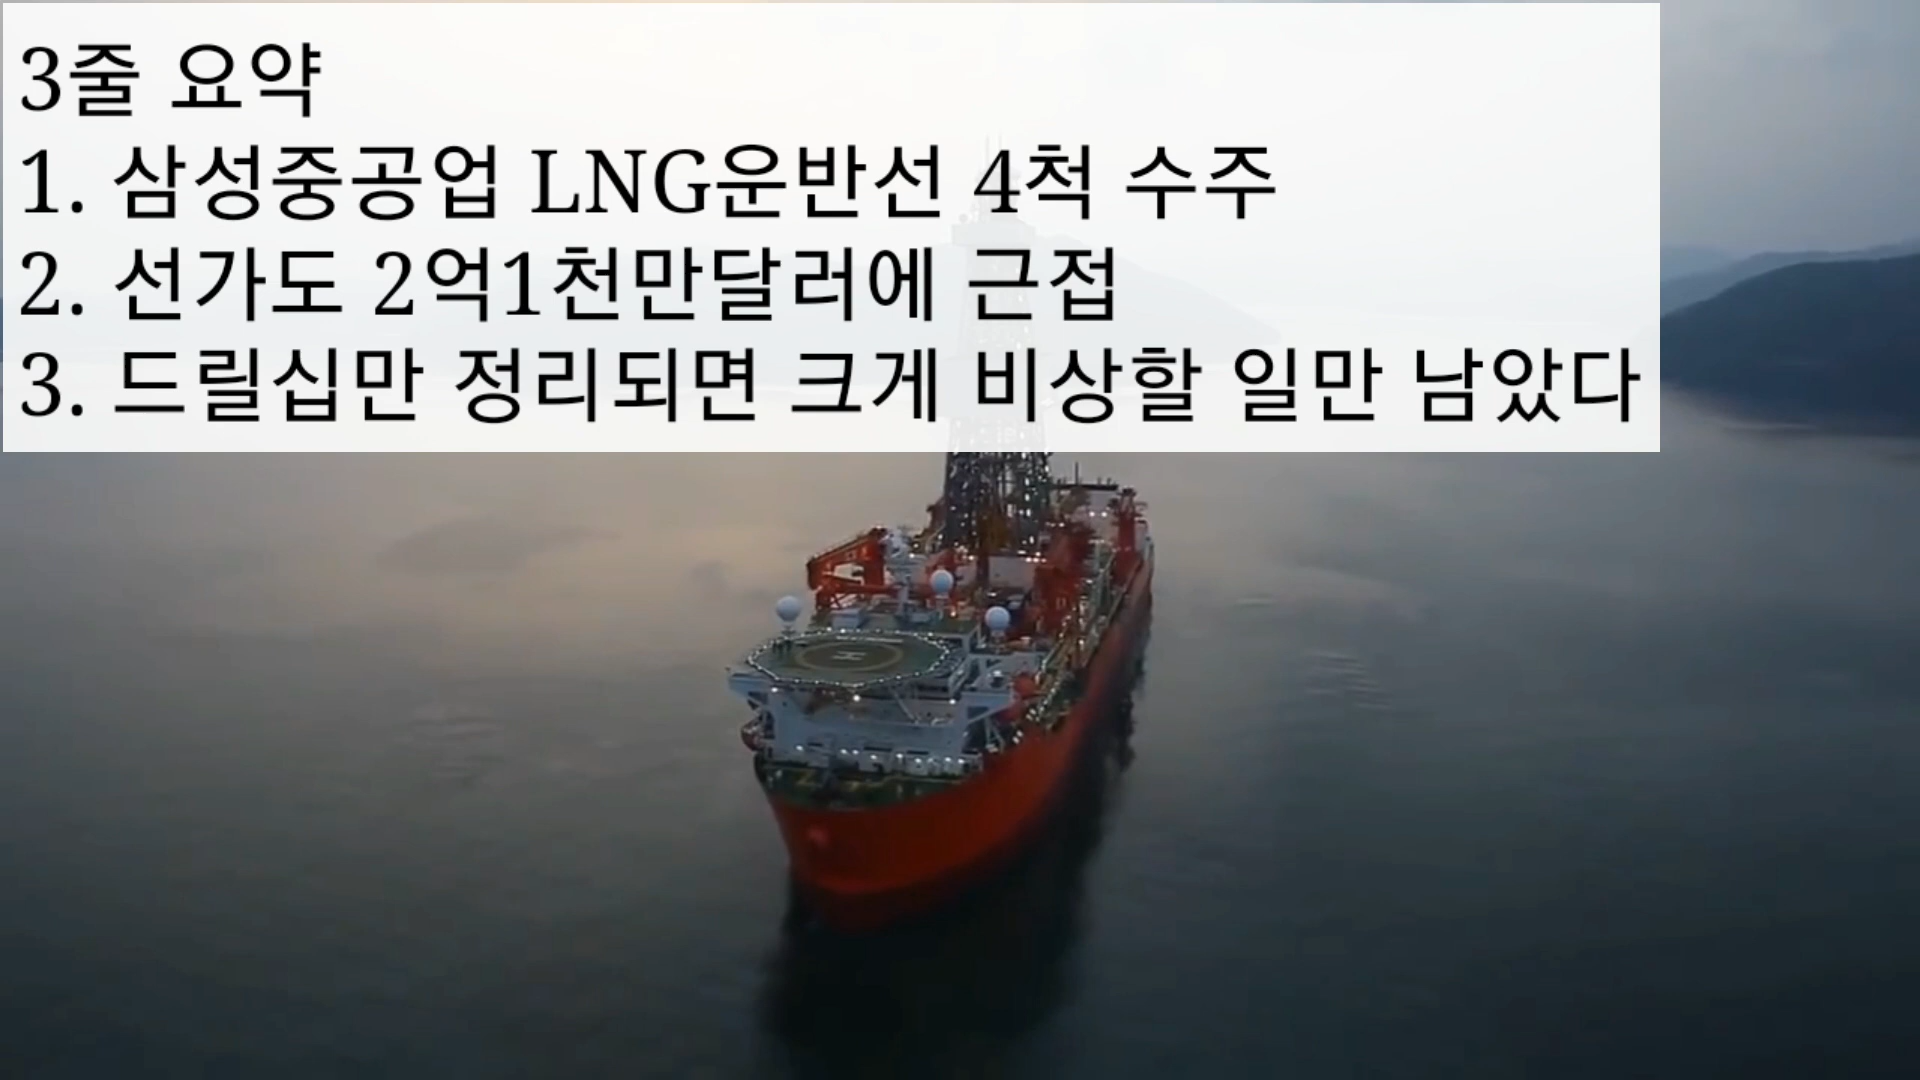 3줄 요약
1. 삼성중공업 LNG운반선 4척 수주
2. 선가도 2억1천만달러에 근접
3. 드릴십만 정리되면 크게 비상할 일만 남았다
H